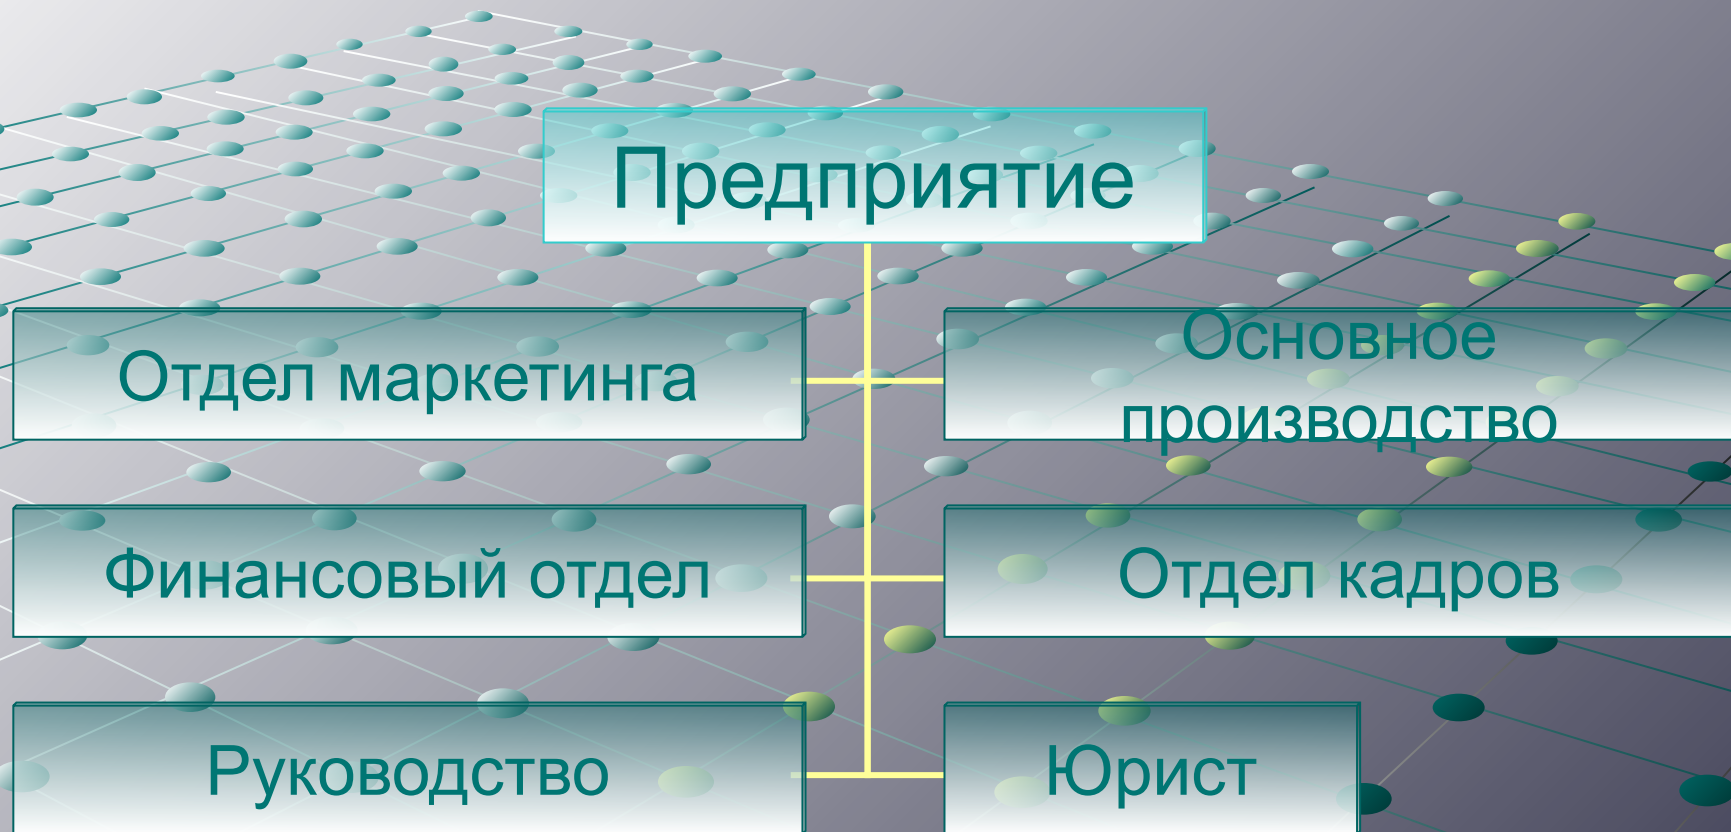 Предприятие
Отдел маркетинга
Основное
производство
Финансовый отдел
Отдел кадров
Руководство
Юрист